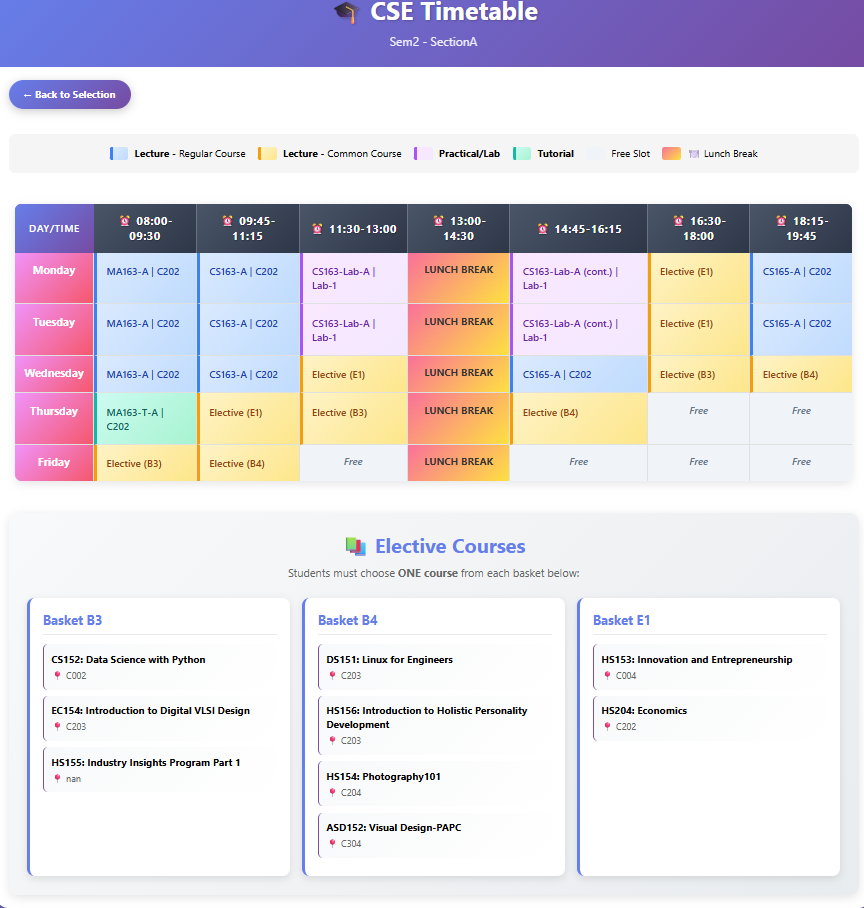 CSE Timetable
Sem2 - SectionA
← Back to Selection
Lecture - Regular Course Lecture - Common Course Practical/Lab Tutorial Free Slot Lunch Break
DAY/TIME 08:00-09:30 09:45-11:15 11:30-13:00 13:00-14:30 14:45-16:15 16:30-18:00 18:15-19:45
Monday MA163-A | C202 CS163-A | C202 CS163-Lab-A | Lab-1 LUNCH BREAK CS163-Lab-A (cont.) | Lab-1 Elective (E1) CS165-A | C202
Tuesday MA163-A | C202 CS163-A | C202 CS163-Lab-A | Lab-1 LUNCH BREAK CS163-Lab-A (cont.) | Lab-1 Elective (E1) CS165-A | C202
Wednesday MA163-A | C202 CS163-A | C202 Elective (E1) LUNCH BREAK CS165-A | C202 Elective (B3) Elective (B4)
Thursday MA163-T-A | C202 Elective (E1) Elective (B3) LUNCH BREAK Elective (B4) Free Free
Friday Elective (B3) Elective (B4) Free LUNCH BREAK Free Free Free
Elective Courses
Students must choose ONE course from each basket below:
Basket B3
CS152: Data Science with Python
C002
EC154: Introduction to Digital VLSI Design
C203
HS155: Industry Insights Program Part 1
nan
Basket B4
DS151: Linux for Engineers
C203
HS156: Introduction to Holistic Personality
Development
C203
HS154: Photography101
C204
ASD152: Visual Design-PAPC
C304
Basket E1
HS153: Innovation and Entrepreneurship
C004
HS204: Economics
C202